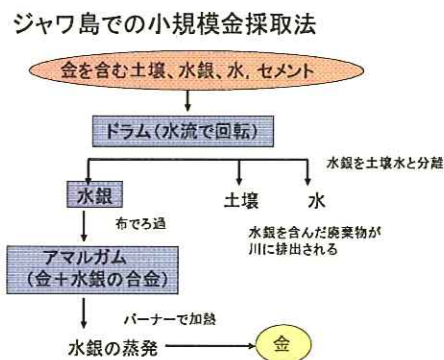 ジャワ島での小規模金採取法
金を含む土壌、水銀、水、セメント
ドラム(水流で回転)
水銀を土壌水と分離
水銀
土壌
水
布でろ過
水銀を含んだ廃棄物が
川に排出される
アマルガム
(金+水銀の合金)
バーナーで加熱
水銀の蒸発
金